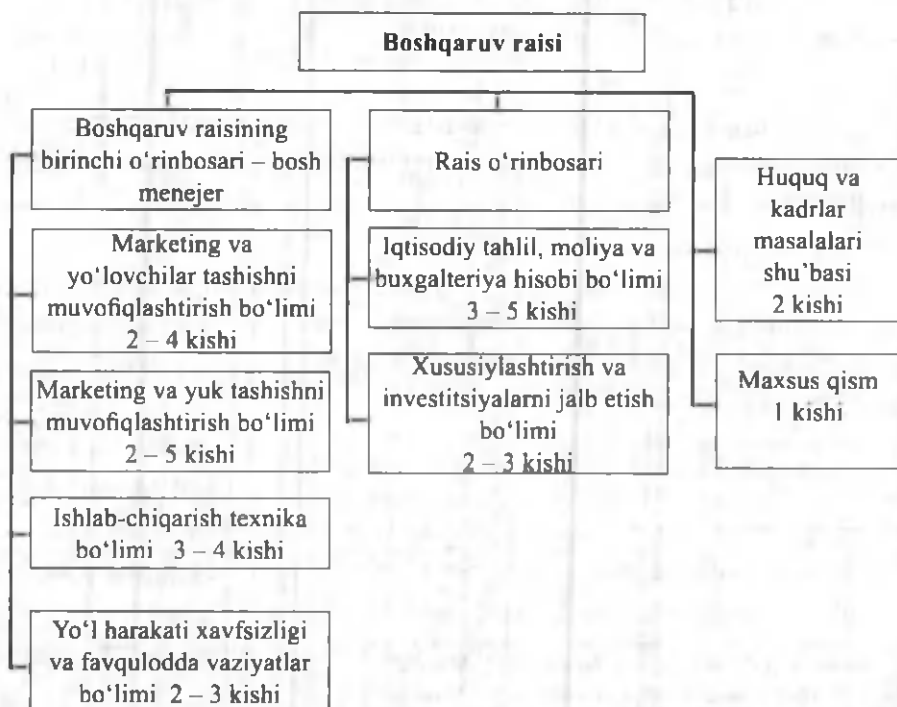 Boshqaruv raisi
Boshqaruv raisining
birinchi o‘rinbosari – bosh
menejer
Marketing va
yo‘lovchilar tashishni
muvofiqlashtirish bo‘limi
2 – 4 kishi
Marketing va yuk tashishni
muvofiqlashtirish bo‘limi
2 – 5 kishi
Ishlab-chiqarish texnika
bo‘limi 3 – 4 kishi
Yo‘l harakati xavfsizligi
va favqulodda vaziyatlar
bo‘limi 2 – 3 kishi
Rais o‘rinbosari
Iqtisodiy tahlil, moliya va
buxgalteriya hisobi bo‘limi
3 – 5 kishi
Xususiylashtirish va
investitsiyalarni jalb etish
bo‘limi
2 – 3 kishi
Huquq va
kadrlar
masalalari
shu’basi
2 kishi
Maxsus qism
1 kishi